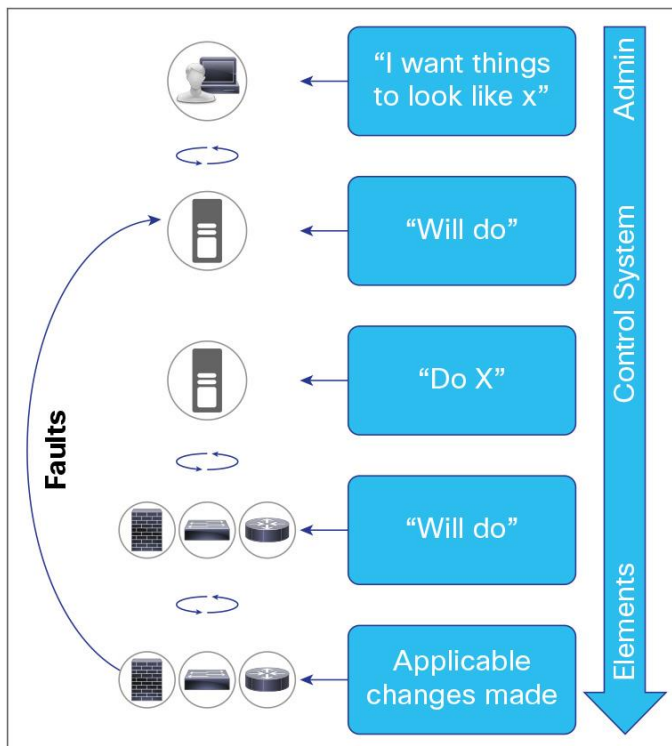 “I want things
to look like x”
“Will do”
“Do X”
“Will do”
Applicable
changes made
Admin
Control System
Elements
Faults